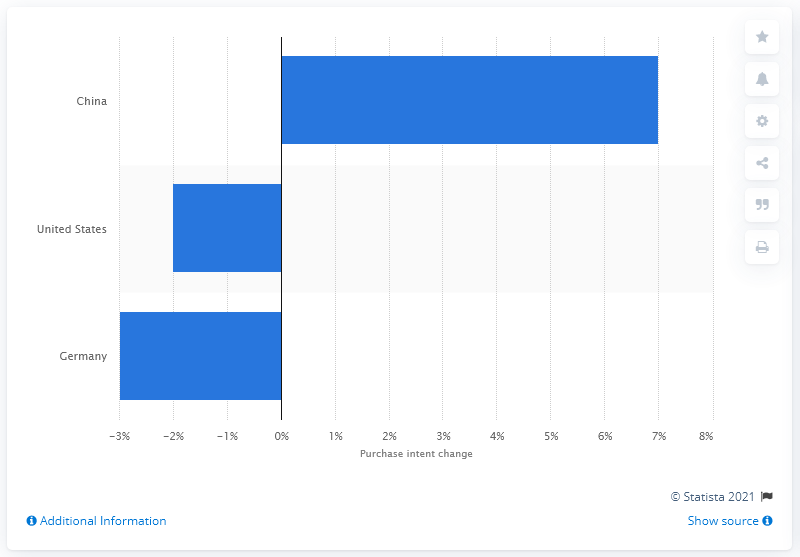 China
United States
Germany
−3% −2% −1% 0% 1% 2% 3% 4% 5% 6% 7% 8%
Purchase intent change
© Statista 2021
Additional Information
Show source